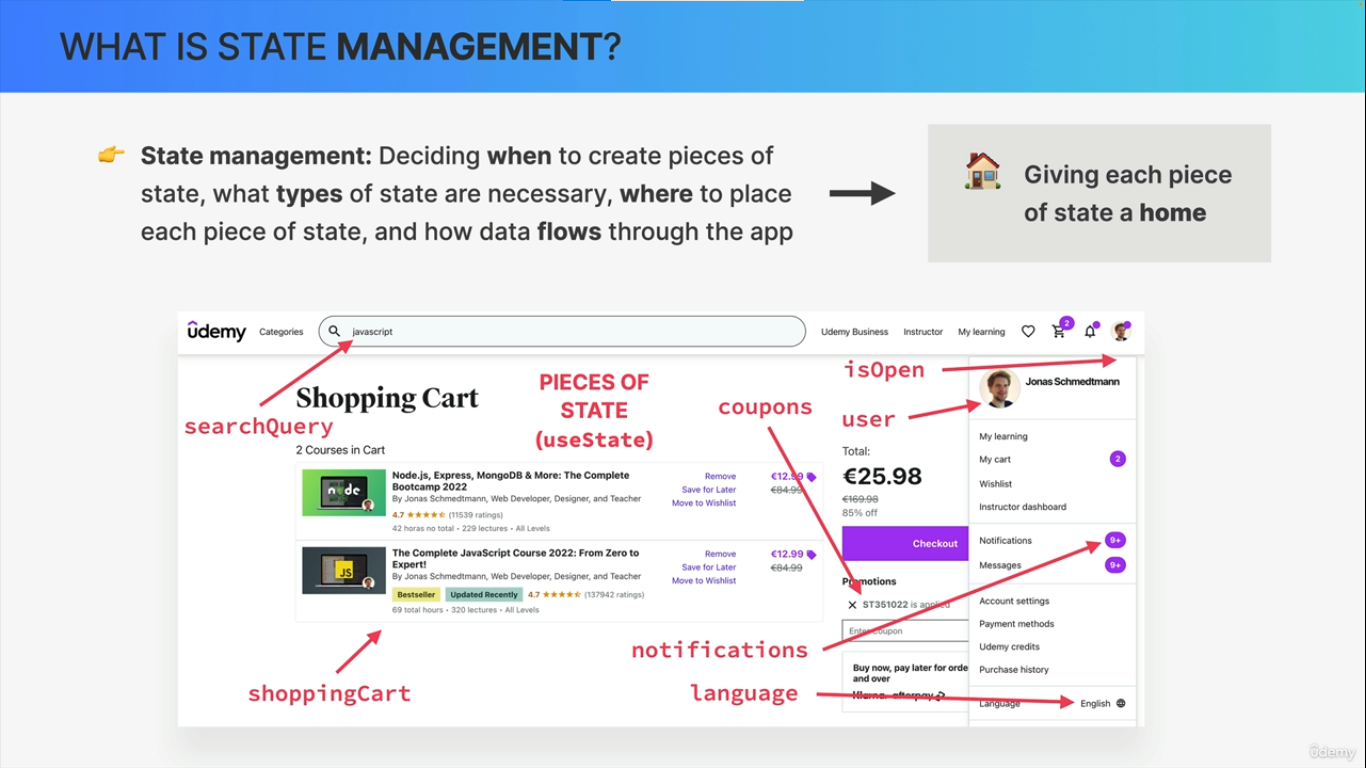 WHAT IS STATE MANAGEMENT?
State management: Deciding when to create pieces of
state, what types of state are necessary, where to place
each piece of state, and how data flows through the app
Giving each piece
of state a home
ûdemy
Categories
javascript
Udemy Business
Instructor
My learning
2
searchQuery
Shopping Cart
2 Courses in Cart
PIECES OF
STATE
(useState)
coupons
isOpen
user
Node.js, Express, MongoDB & More: The Complete
Bootcamp 2022
By Jonas Schmedtmann, Web Developer, Designer, and Teacher
4.7 (11539 ratings)
42 horas no total • 229 lectures • All Levels
Remove
Save for Later
Move to Wishlist
€12.99
€84.99
node
The Complete JavaScript Course 2022: From Zero to
Expert!
By Jonas Schmedtmann, Web Developer, Designer, and Teacher
Bestseller Updated Recently 4.7 (137942 ratings)
69 total hours • 320 lectures • All Levels
Remove
Save for Later
Move to Wishlist
€12.99
€84.99
JS
shoppingCart
Total:
€25.98
€169.98
85% off
Checkout
Promotions
ST351022 is applied
Enter Coupon
Buy now, pay later for orde
and over
Klarna. afterpay
notifications
language
Jonas Schmedtmann
My learning
My cart
2
Wishlist
Instructor dashboard
Notifications
9+
Messages
9+
Account settings
Payment methods
Udemy credits
Purchase history
Language
English
ûdemy